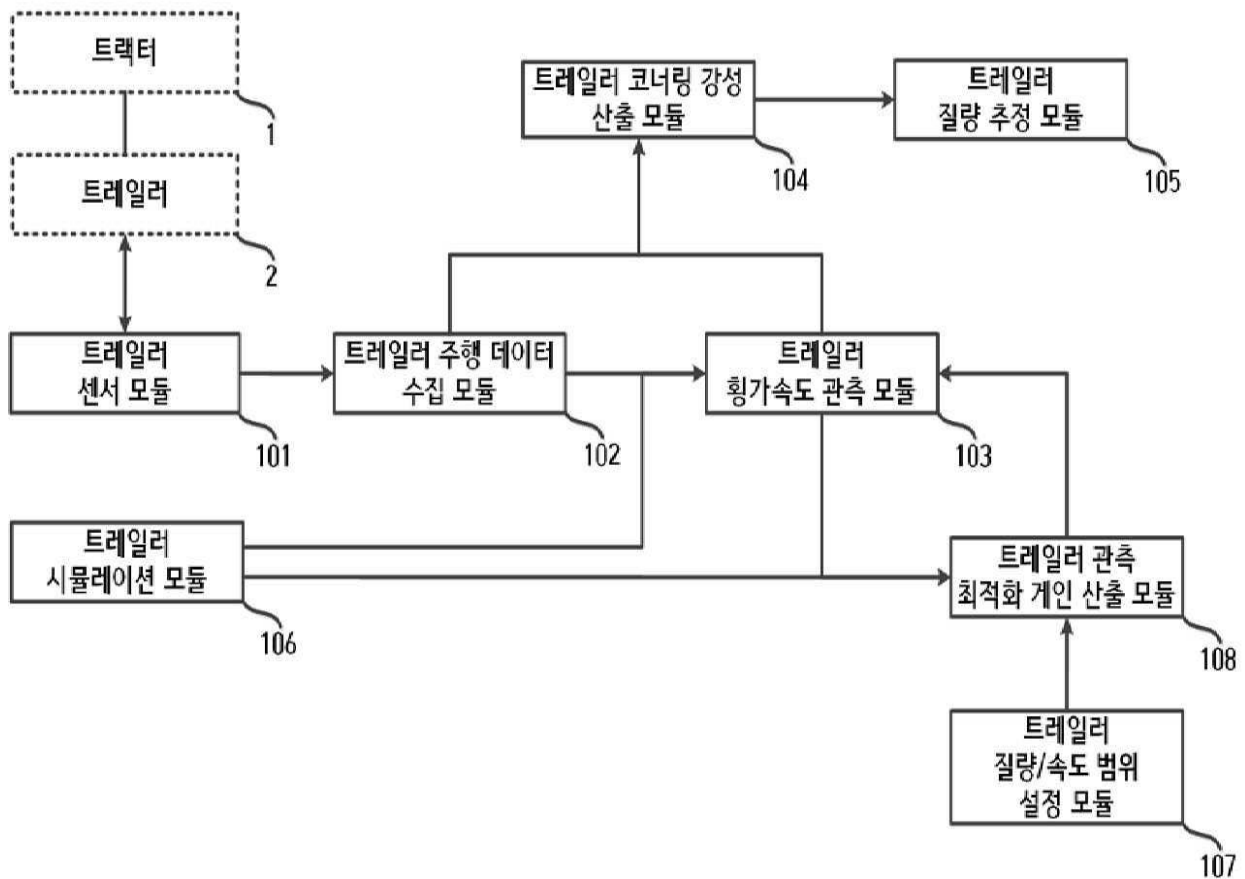 트랙터
1
트레일러
2
트레일러 코너링 강성
산출 모듈
104
트레일러
질량 추정 모듈
105
트레일러
센서 모듈
101
트레일러 주행 데이터
수집 모듈
102
트레일러
횡가속도 관측 모듈
103
트레일러
시뮬레이션 모듈
106
트레일러 관측
최적화 게인 산출 모듈
108
트레일러
질량/속도 범위
설정 모듈
107